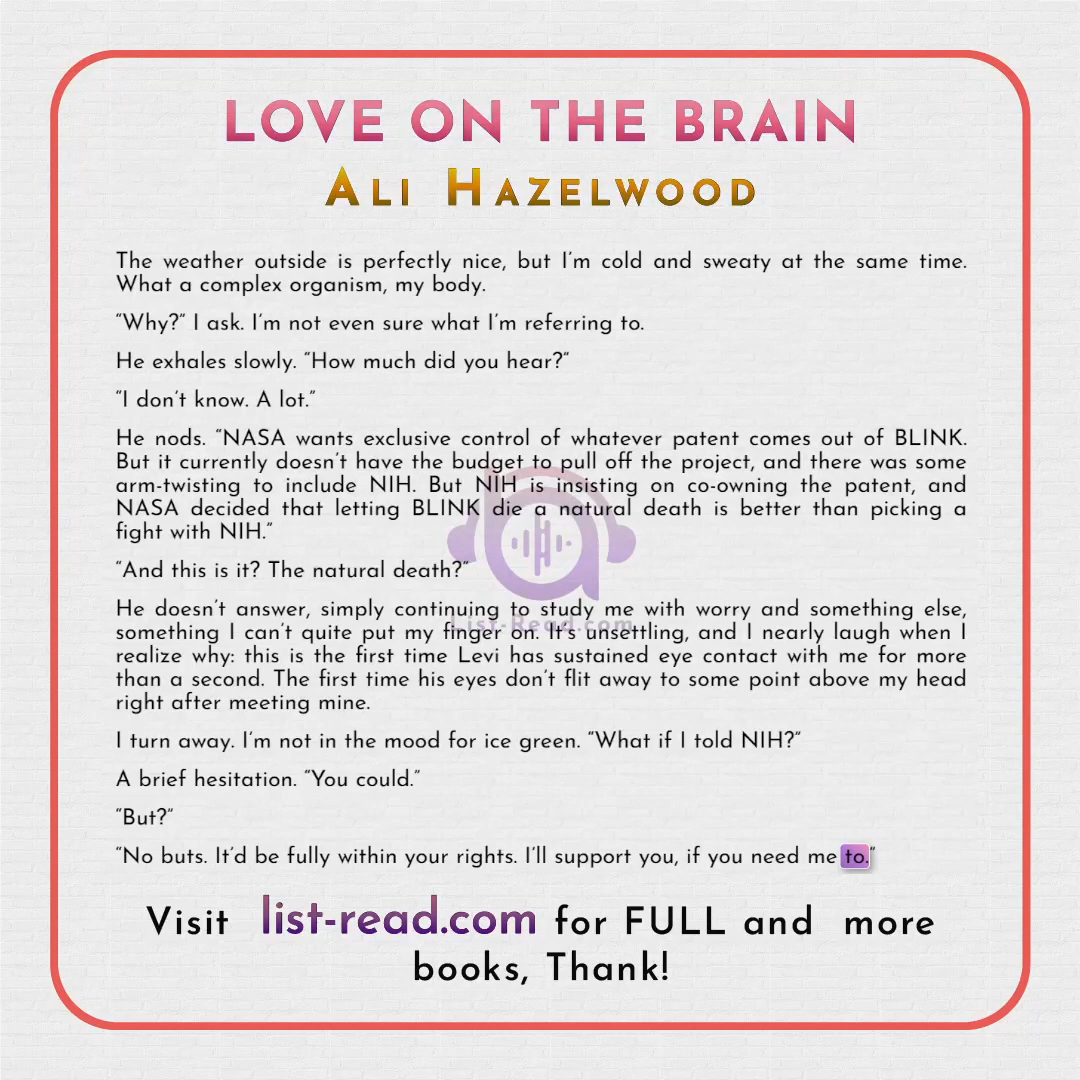 LOVE ON THE BRAIN
ALI HAZELWOOD
The weather outside is perfectly nice, but I'm cold and sweaty at the same time.
What a complex organism, my body.
“Why?” I ask. I'm not even sure what I'm referring to.
He exhales slowly. “How much did you hear?”
“I don't know. A lot.”
He nods. “NASA wants exclusive control of whatever patent comes out of BLINK.
But it currently doesn't have the budget to pull off the project, and there was some
arm-twisting to include NIH. But NIH is insisting on co-owning the patent, and
NASA decided that letting BLINK die a natural death is better than picking a
fight with NIH.”
“And this is it? The natural death?”
He doesn't answer, simply continuing to study me with worry and something else,
List-Read.com
something I can't quite put my finger on. It's unsettling, and I nearly laugh when I
realize why: this is the first time Levi has sustained eye contact with me for more
than a second. The first time his eyes don't flit away to some point above my head
right after meeting mine.
I turn away. I'm not in the mood for ice green. “What if I told NIH?”
A brief hesitation. “You could.”
“But?”
“No buts. It'd be fully within your rights. I'll support you, if you need me to.”
Visit list-read.com for FULL and more
books, Thank!